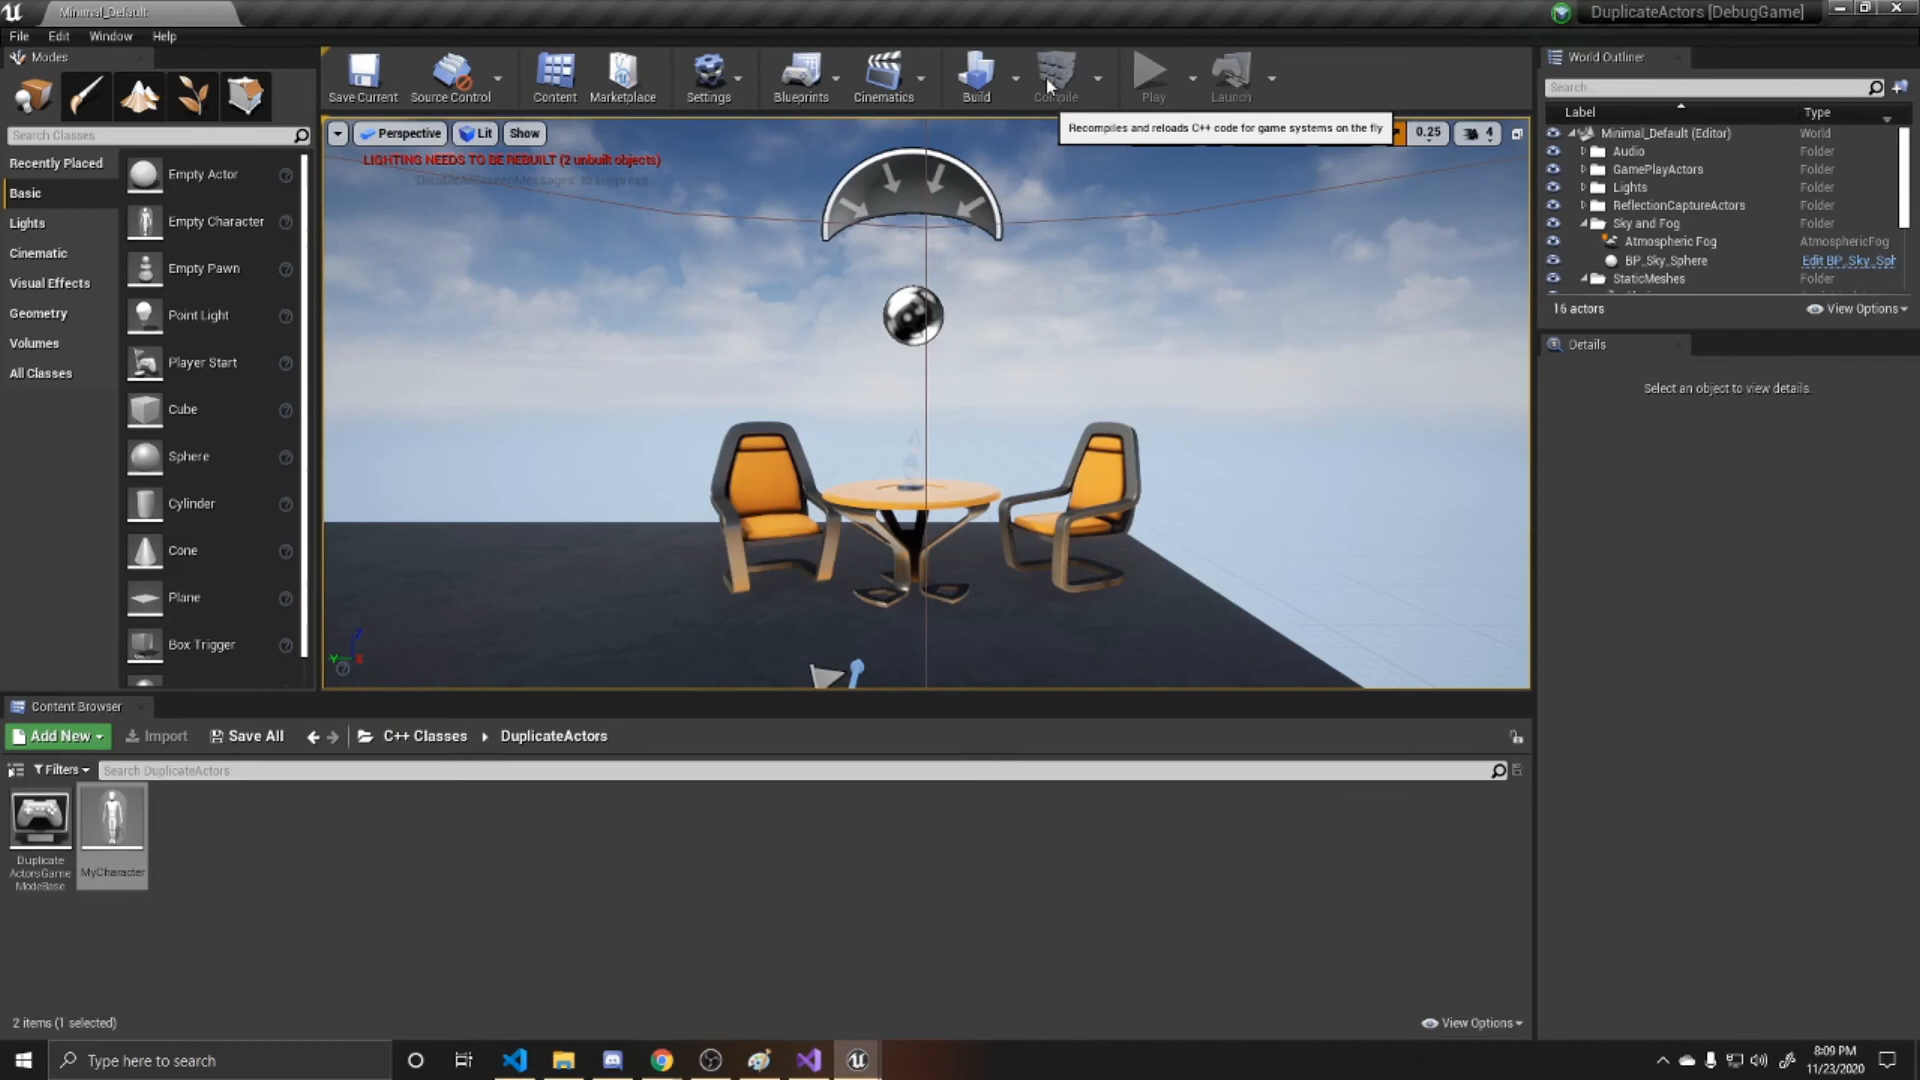 Minimal_Default
DuplicateActors [DebugGame]
File Edit Window Help
Modes
Save Current
Source Control
Content
Marketplace
Settings
Blueprints
Cinematics
Build
Compile
Play
Launch
Recompiles and reloads C++ code for game systems on the fly
Search Classes
Recently Placed
Basic
Lights
Cinematic
Visual Effects
Geometry
Volumes
All Classes
Empty Actor
Empty Character
Empty Pawn
Point Light
Player Start
Cube
Sphere
Cylinder
Cone
Plane
Box Trigger
Perspective
Lit
Show
0.25
4
LIGHTING NEEDS TO BE REBUILT (2 unbuilt objects)
'DisableAllScreenMessages' to suppress
Z
Y
X
World Outliner
Search...
Label Type
Minimal_Default (Editor) World
Audio Folder
GamePlayActors Folder
Lights Folder
ReflectionCaptureActors Folder
Sky and Fog Folder
Atmospheric Fog AtmosphericFog
BP_Sky_Sphere Edit BP_Sky_Sph
StaticMeshes Folder
16 actors
View Options
Details
Select an object to view details.
Content Browser
Add New
Import
Save All
C++ Classes
DuplicateActors
Filters
Search DuplicateActors
Duplicate
ActorsGame
ModeBase
MyCharacter
2 items (1 selected)
View Options
Type here to search
8:09 PM
11/23/2020